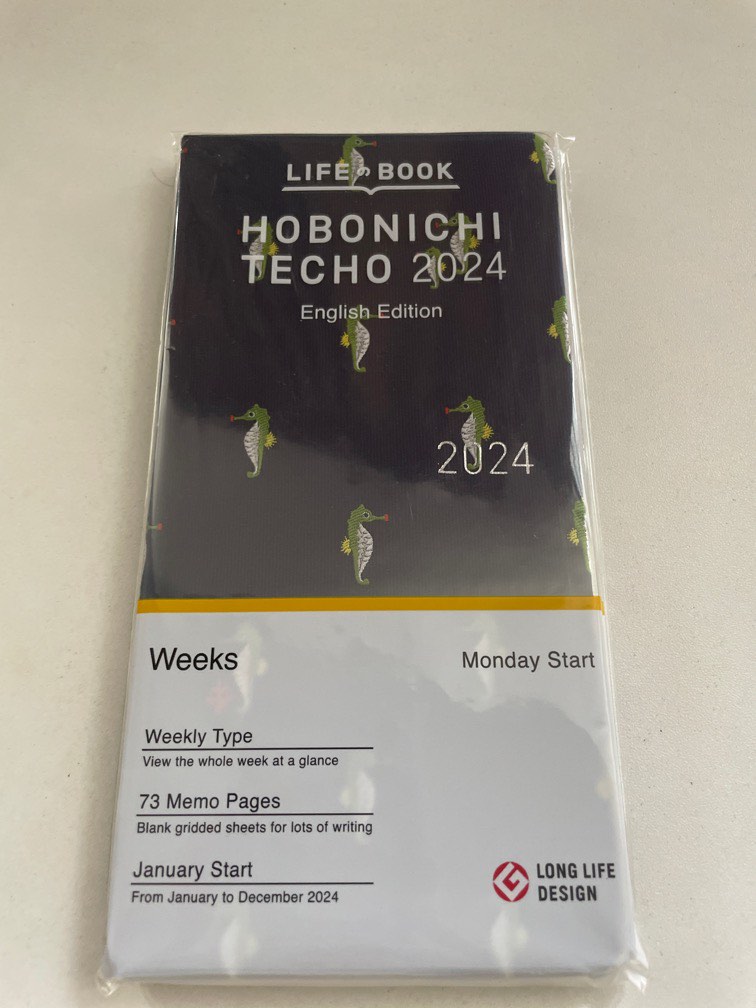 LIFE's BOOK
HOBONICHI
TECHO 2024
English Edition
2024
Weeks
Monday Start
Weekly Type
View the whole week at a glance
73 Memo Pages
Blank gridded sheets for lots of writing
January Start
From January to December 2024
LONG LIFE
DESIGN